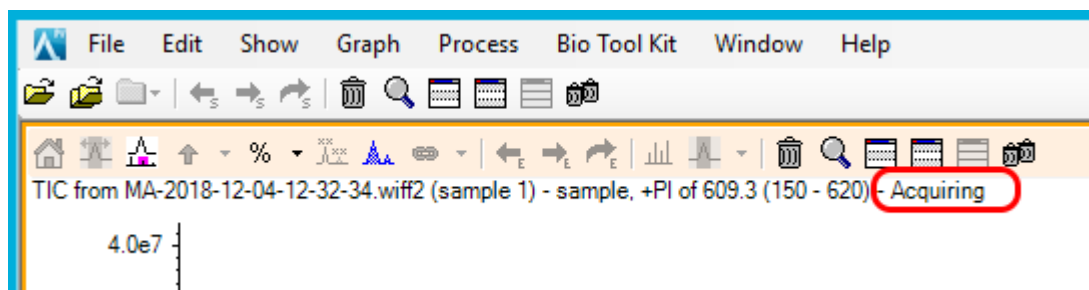 File Edit Show Graph Process Bio Tool Kit Window Help
S S S
% E E E
TIC from MA-2018-12-04-12-32-34.wiff2 (sample 1) - sample, +PI of 609.3 (150 - 620) - Acquiring
4.0e7